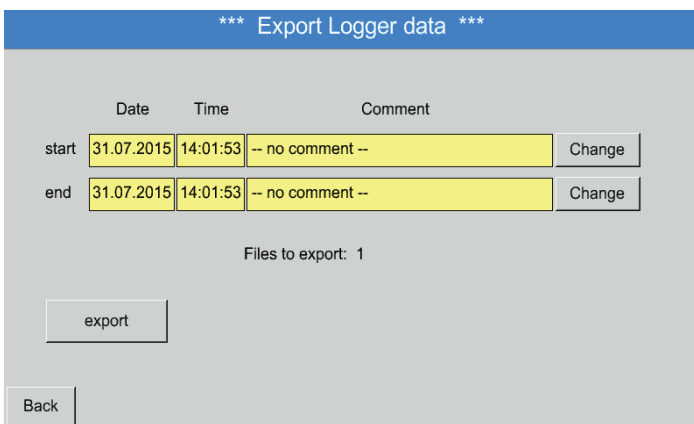 *** Export Logger data ***
Date Time Comment
start 31.07.2015 14:01:53 -- no comment -- Change
end 31.07.2015 14:01:53 -- no comment -- Change
Files to export: 1
export
Back